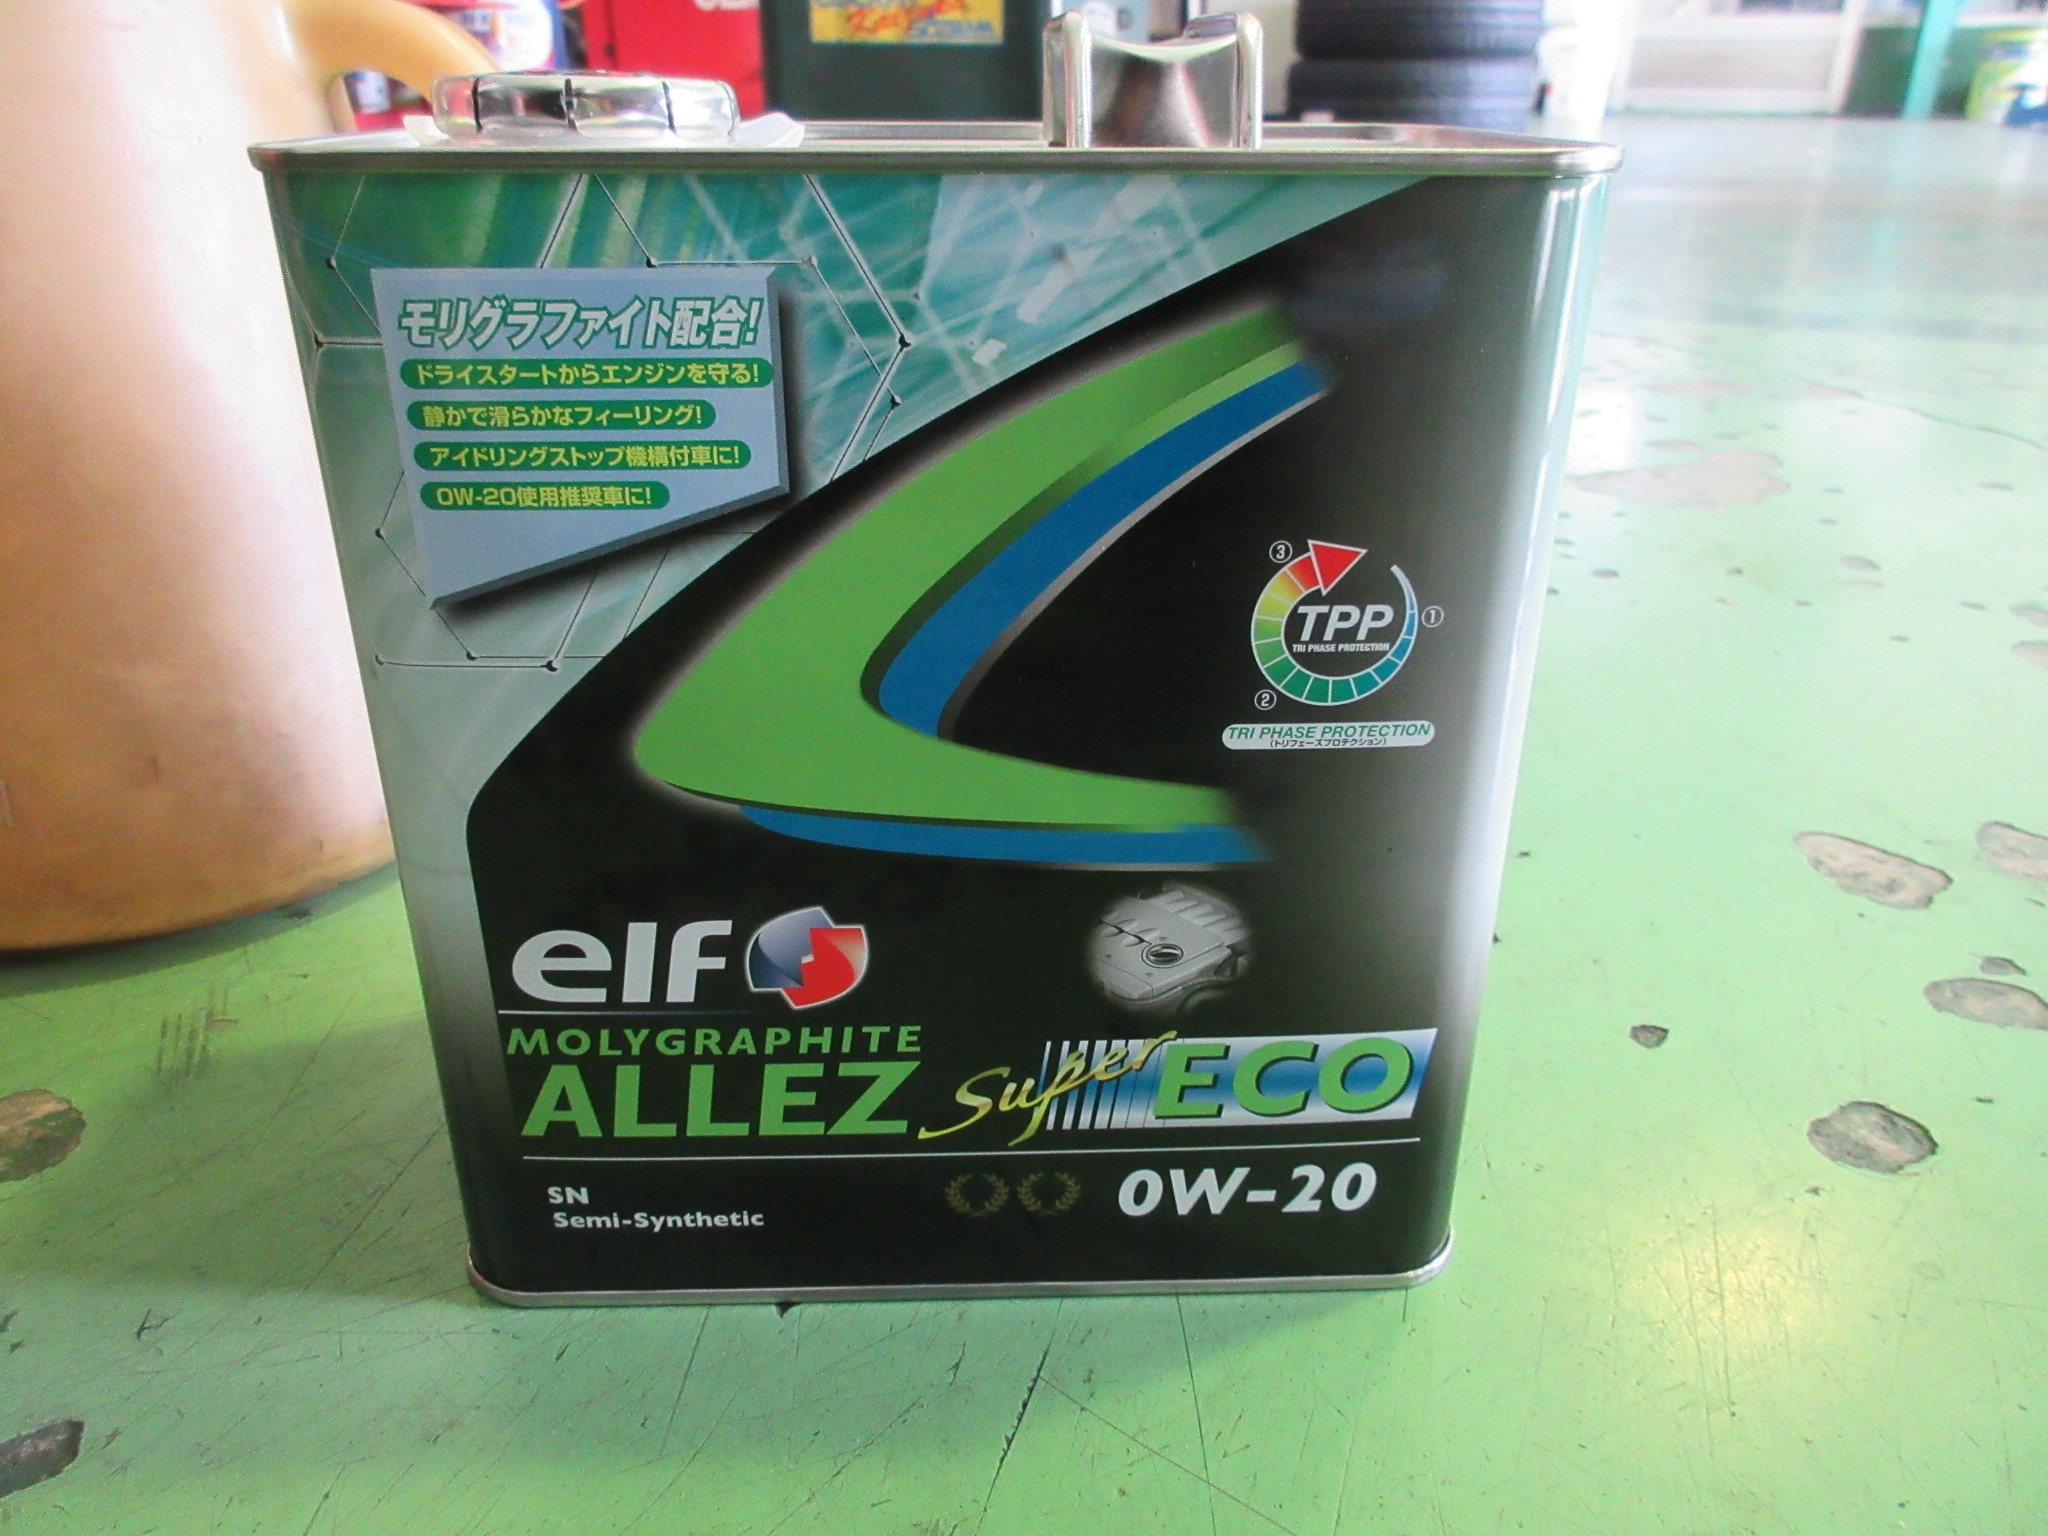 モリグラファイト配合!
ドライスタートからエンジンを守る!
静かで滑らかなフィーリング!
アイドリングストップ機構付車に!
0W-20使用推奨車に!
3
TPP
1
TRI PHASE PROTECTION
2
TRI PHASE PROTECTION
(トリフェーズプロテクション)
elf
MOLYGRAPHITE
ALLEZ Super ECO
SN
Semi-Synthetic
0W-20